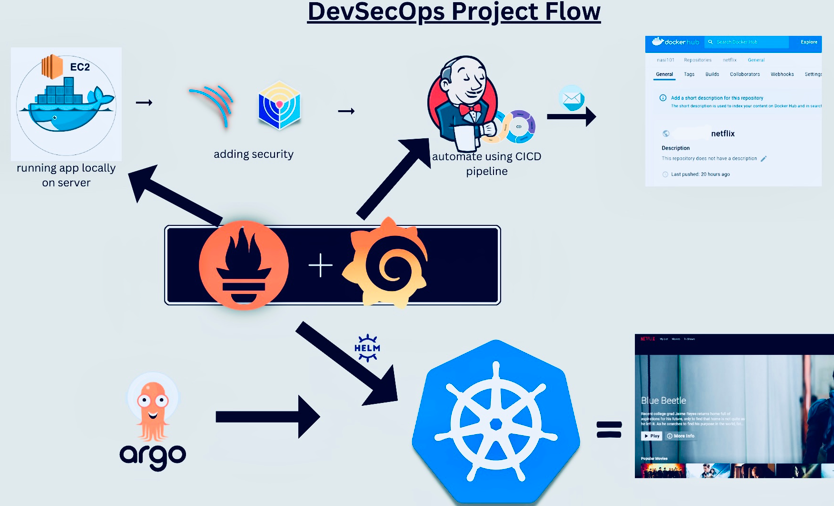 DevSecOps Project Flow
EC2
running app locally
on server
adding security
automate using CICD
pipeline
docker hub Search Docker Hub Explore
Repositories netflix General
General Tags Builds Collaborators Webhooks Settings
Add a short description for this repository
The short description is used to index your content on Docker Hub and in search
netflix
Description
This repository does not have a description
Last pushed: 20 hours ago
HELM
argo
NETFLIX
Blue Beetle
Play More Info
Popular Movies